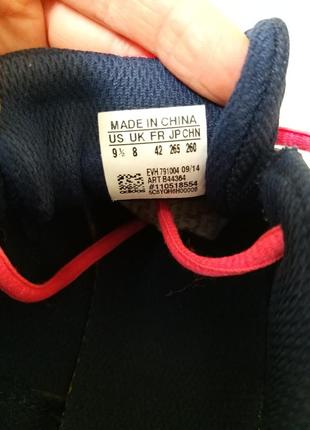 MADE IN CHINA
US UK FR JP CHN
9½ 8 42 265 260
EVH 791004 09/14
ART B44364
#110518554